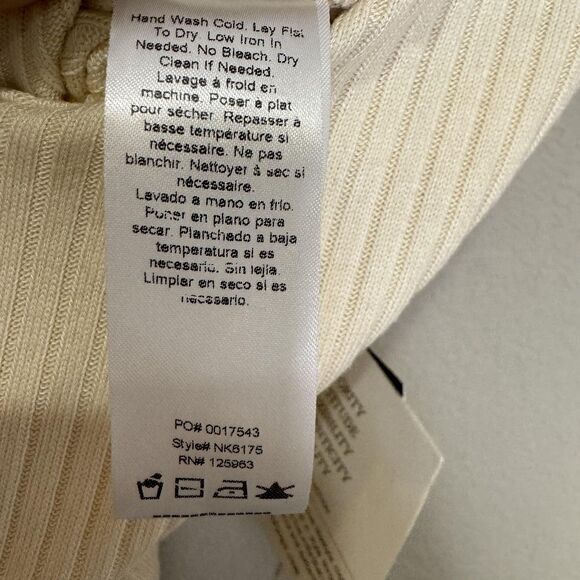 Hand Wash Cold. Lay Flat
To Dry. Low Iron In
Needed. No Bleach. Dry
Clean If Needed.
Lavage à froid en
machine. Poser à plat
pour sécher. Repasser à
basse température si
nécessaire. Ne pas
blanchir. Nettoyer à sec si
nécessaire.
Lavado a mano en frio.
Poner en plano para
secar. Planchado a baja
temperatura si es
necesario. Sin lejia.
Limpiar en seco si es
necesario.
PO# 0017543
Style# NK6175
RN# 125963